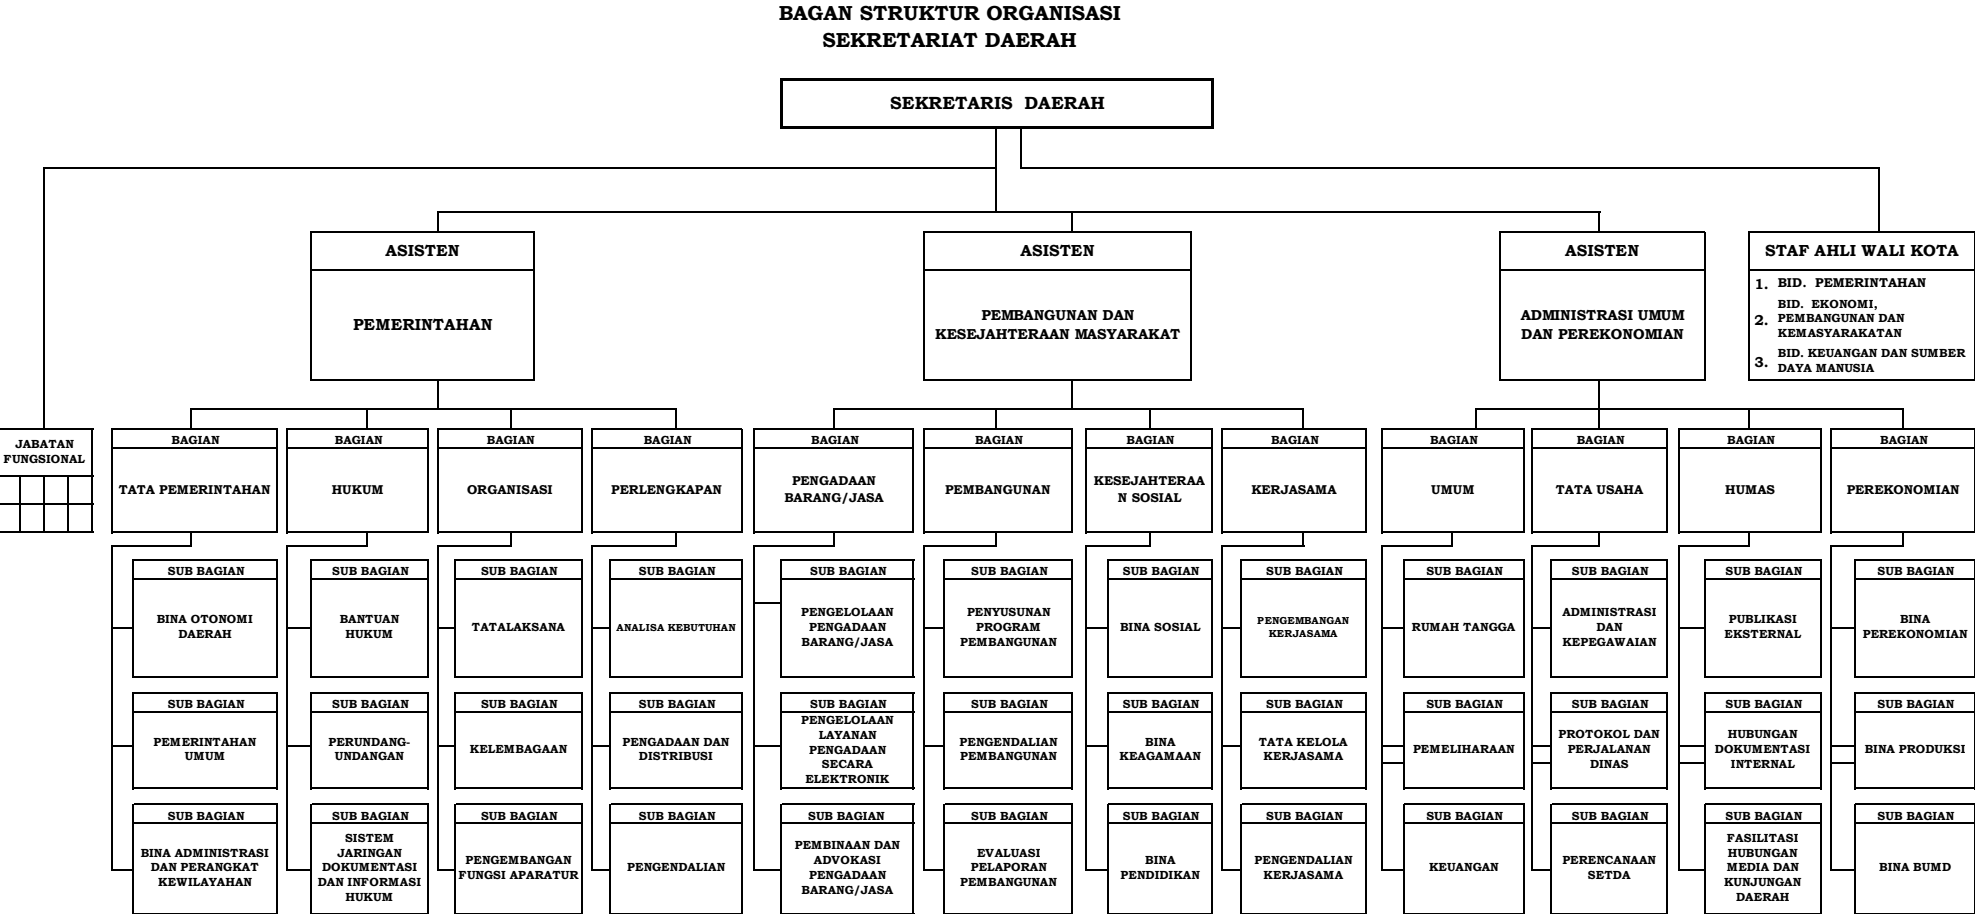 BAGAN STRUKTUR ORGANISASI
SEKRETARIAT DAERAH
SEKRETARIS DAERAH
ASISTEN
PEMERINTAHAN
ASISTEN
PEMBANGUNAN DAN
KESEJAHTERAAN MASYARAKAT
ASISTEN
ADMINISTRASI UMUM
DAN PEREKONOMIAN
STAF AHLI WALI KOTA
1. BID. PEMERINTAHAN
BID. EKONOMI,
2. PEMBANGUNAN DAN
KEMASYARAKATAN
3. BID. KEUANGAN DAN SUMBER
DAYA MANUSIA
JABATAN
FUNGSIONAL
BAGIAN
TATA PEMERINTAHAN
BAGIAN
HUKUM
BAGIAN
ORGANISASI
BAGIAN
PERLENGKAPAN
BAGIAN
PENGADAAN
BARANG/JASA
BAGIAN
PEMBANGUNAN
BAGIAN
KESEJAHTERAA
N SOSIAL
BAGIAN
KERJASAMA
BAGIAN
UMUM
BAGIAN
TATA USAHA
BAGIAN
HUMAS
BAGIAN
PEREKONOMIAN
SUB BAGIAN
BINA OTONOMI
DAERAH
SUB BAGIAN
BANTUAN
HUKUM
SUB BAGIAN
TATALAKSANA
SUB BAGIAN
ANALISA KEBUTUHAN
SUB BAGIAN
PENGELOLAAN
PENGADAAN
BARANG/JASA
SUB BAGIAN
PENYUSUNAN
PROGRAM
PEMBANGUNAN
SUB BAGIAN
BINA SOSIAL
SUB BAGIAN
PENGEMBANGAN
KERJASAMA
SUB BAGIAN
RUMAH TANGGA
SUB BAGIAN
ADMINISTRASI
DAN
KEPEGAWAIAN
SUB BAGIAN
PUBLIKASI
EKSTERNAL
SUB BAGIAN
BINA
PEREKONOMIAN
SUB BAGIAN
PEMERINTAHAN
UMUM
SUB BAGIAN
PERUNDANG-
UNDANGAN
SUB BAGIAN
KELEMBAGAAN
SUB BAGIAN
PENGADAAN DAN
DISTRIBUSI
SUB BAGIAN
PENGELOLAAN
LAYANAN
PENGADAAN
SECARA
ELEKTRONIK
SUB BAGIAN
PENGENDALIAN
PEMBANGUNAN
SUB BAGIAN
BINA
KEAGAMAAN
SUB BAGIAN
TATA KELOLA
KERJASAMA
SUB BAGIAN
PEMELIHARAAN
SUB BAGIAN
PROTOKOL DAN
PERJALANAN
DINAS
SUB BAGIAN
HUBUNGAN
DOKUMENTASI
INTERNAL
SUB BAGIAN
BINA PRODUKSI
SUB BAGIAN
BINA ADMINISTRASI
DAN PERANGKAT
KEWILAYAHAN
SUB BAGIAN
SISTEM
JARINGAN
DOKUMENTASI
DAN INFORMASI
HUKUM
SUB BAGIAN
PENGEMBANGAN
FUNGSI APARATUR
SUB BAGIAN
PENGENDALIAN
SUB BAGIAN
PEMBINAAN DAN
ADVOKASI
PENGADAAN
BARANG/JASA
SUB BAGIAN
EVALUASI
PELAPORAN
PEMBANGUNAN
SUB BAGIAN
BINA
PENDIDIKAN
SUB BAGIAN
PENGENDALIAN
KERJASAMA
SUB BAGIAN
KEUANGAN
SUB BAGIAN
PERENCANAAN
SETDA
SUB BAGIAN
FASILITASI
HUBUNGAN
MEDIA DAN
KUNJUNGAN
DAERAH
SUB BAGIAN
BINA BUMD